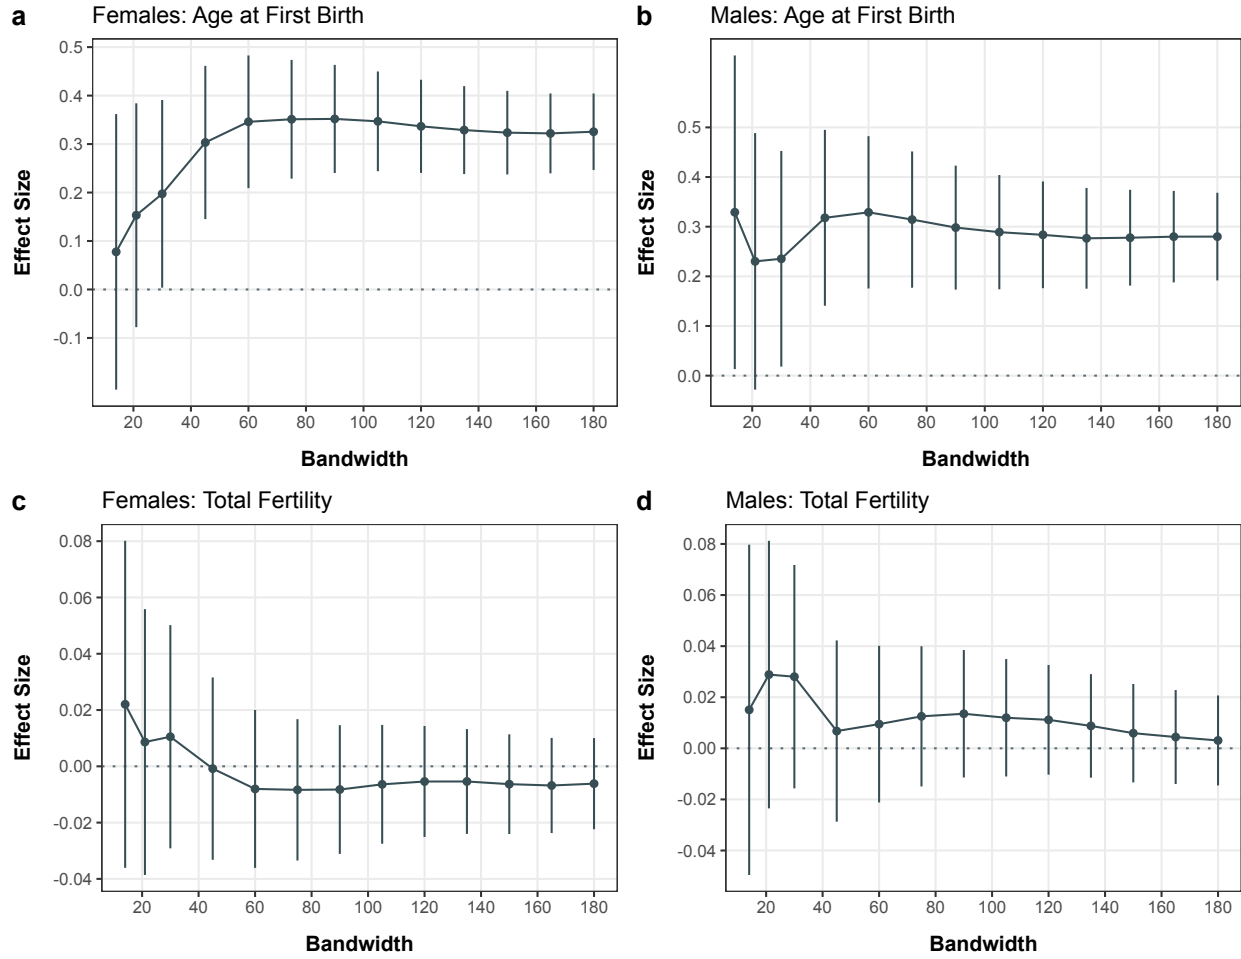 a Females: Age at First Birth
0.5
0.4
0.3
0.2
0.1
0.0
-0.1
Effect Size
20 40 60 80 100 120 140 160 180
Bandwidth
b Males: Age at First Birth
0.5
0.4
0.3
0.2
0.1
0.0
Effect Size
20 40 60 80 100 120 140 160 180
Bandwidth
c Females: Total Fertility
0.08
0.06
0.04
0.02
0.00
-0.02
-0.04
Effect Size
20 40 60 80 100 120 140 160 180
Bandwidth
d Males: Total Fertility
0.08
0.06
0.04
0.02
0.00
-0.02
-0.04
Effect Size
20 40 60 80 100 120 140 160 180
Bandwidth